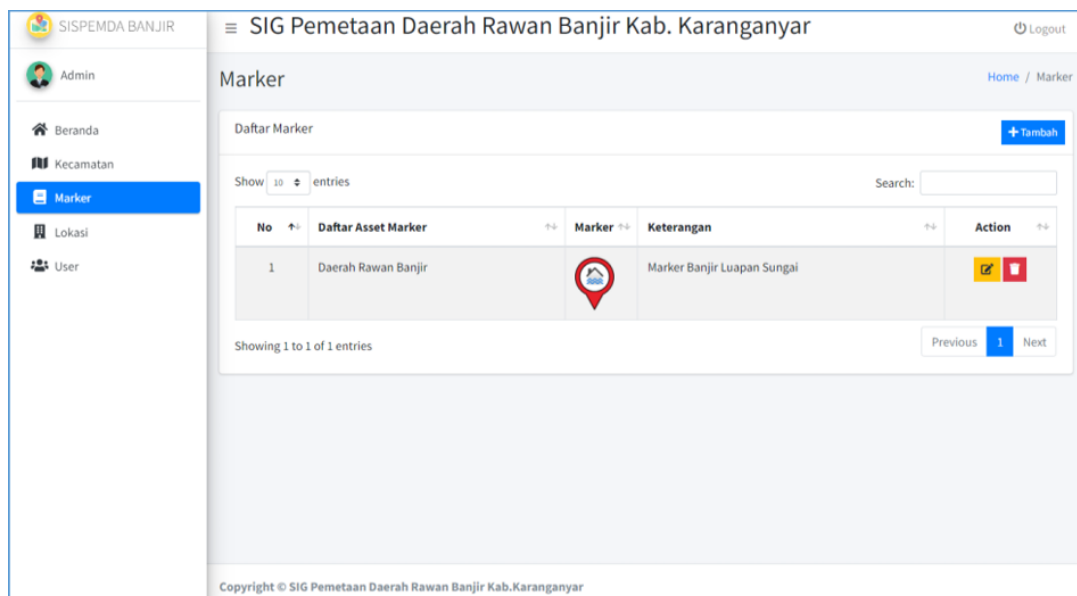 SISPEMDA BANJIR
SIG Pemetaan Daerah Rawan Banjir Kab. Karanganyar
Logout
Admin
Marker
Home / Marker
Beranda
Kecamatan
Marker
Lokasi
User
Daftar Marker
Tambah
Show 10 entries
Search:
No Daftar Asset Marker Marker Keterangan Action
1 Daerah Rawan Banjir Marker Banjir Luapan Sungai
Showing 1 to 1 of 1 entries
Previous 1 Next
Copyright © SIG Pemetaan Daerah Rawan Banjir Kab.Karanganyar